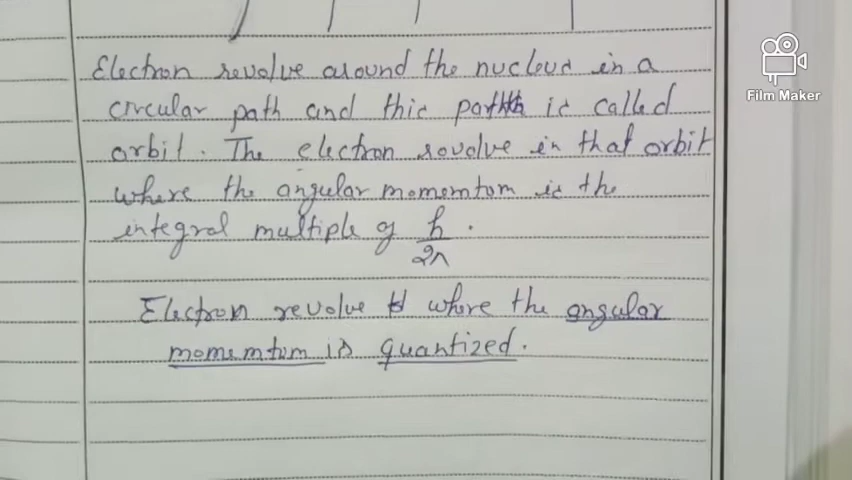 Electron revolve around the nucleus in a
circular path and this path is called
orbit. The electron revolve in that orbit
where the angular momemtom is the
integral multiple of h/2π.
Electron revolve where the angular
momemtum is quantized.
Film Maker